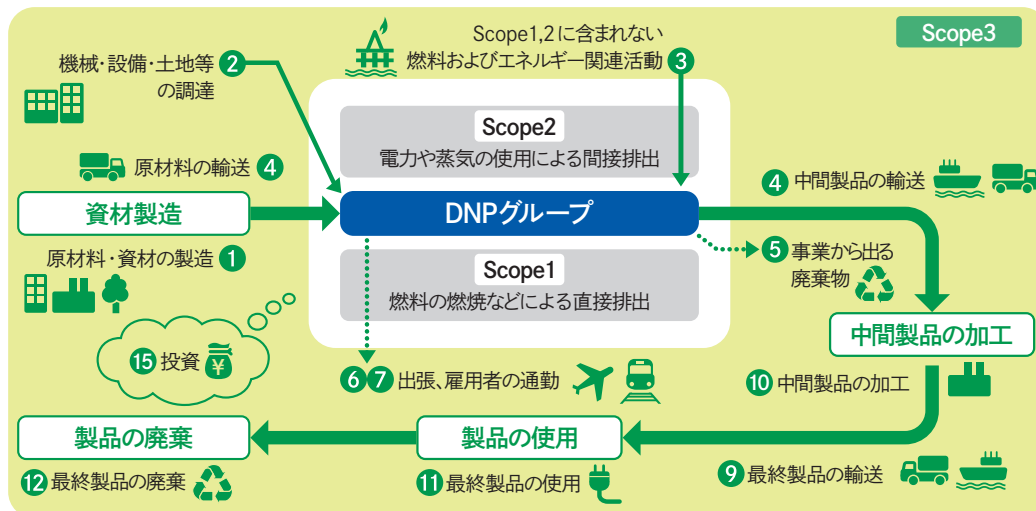 Scope3
Scope1,2に含まれない
燃料およびエネルギー関連活動 3
機械・設備・土地等 2
の調達
Scope2
電力や蒸気の使用による間接排出
原材料の輸送 4
4 中間製品の輸送
資材製造
DNPグループ
原材料・資材の製造 1
5 事業から出る
廃棄物
Scope1
燃料の燃焼などによる直接排出
中間製品の加工
15 投資 ¥
6 7 出張、雇用者の通勤
10 中間製品の加工
製品の廃棄
製品の使用
12 最終製品の廃棄
11 最終製品の使用
9 最終製品の輸送